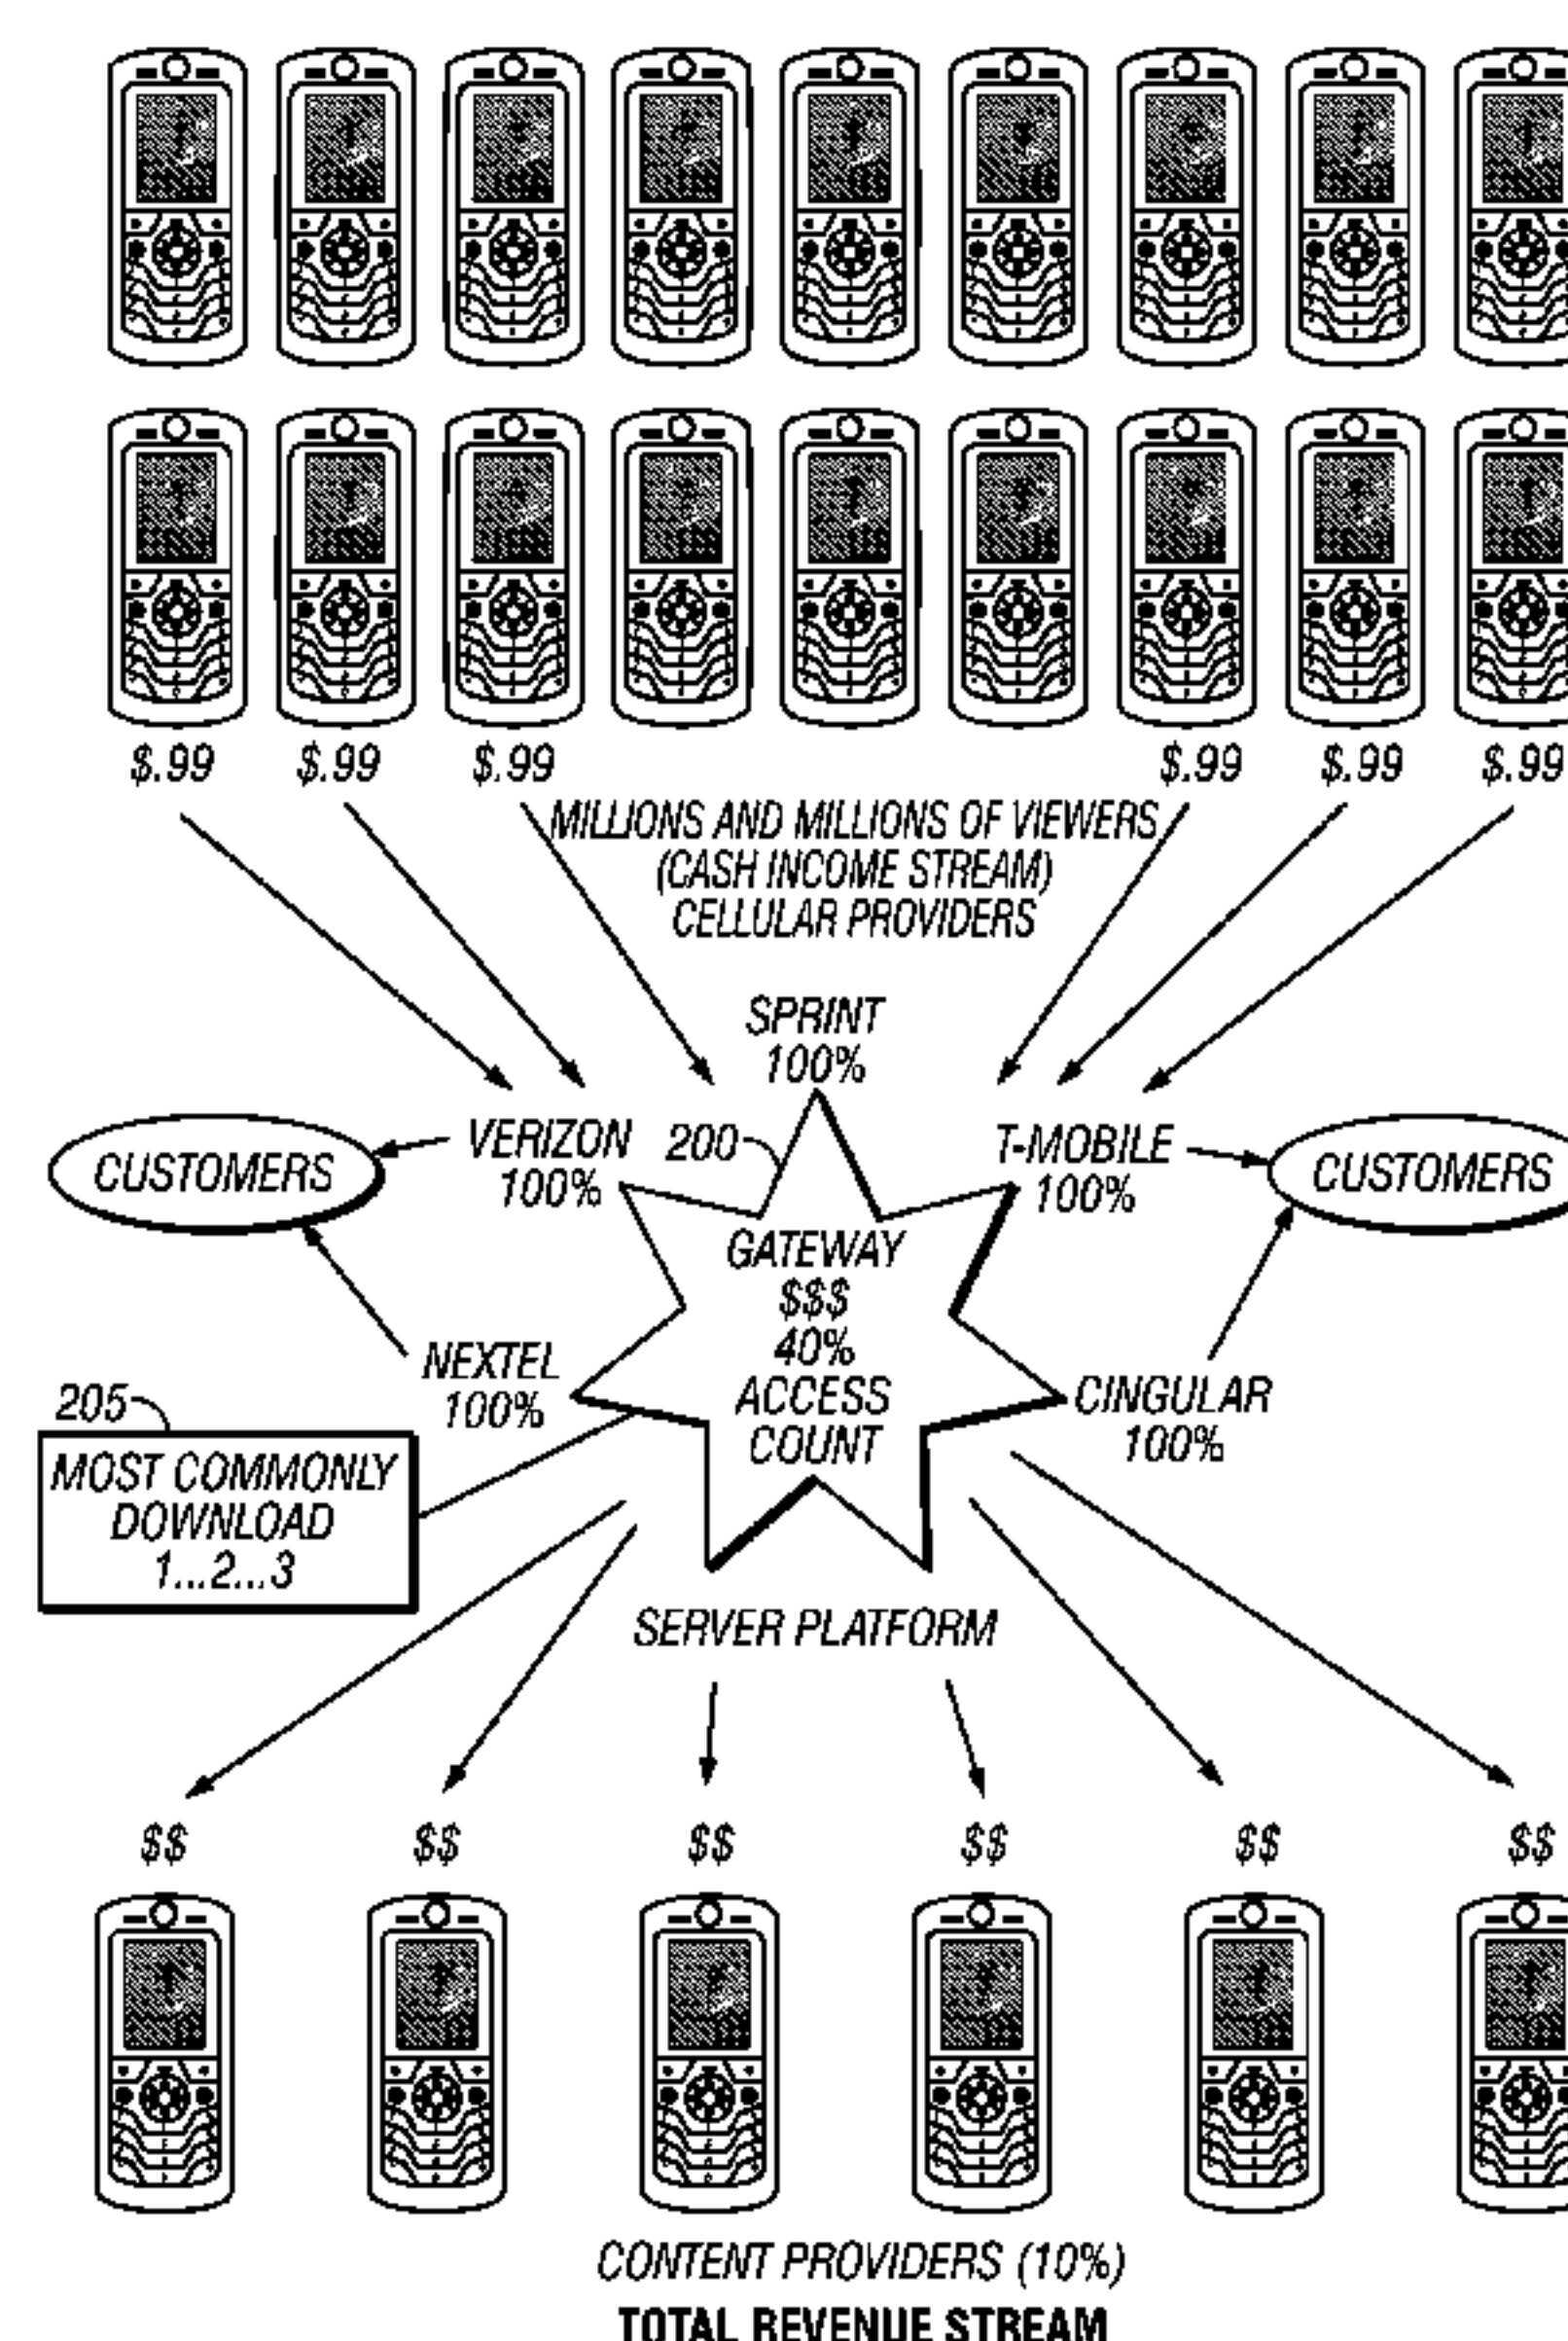 $.99 $.99 $.99 $.99 $.99 $.99
MILLIONS AND MILLIONS OF VIEWERS
(CASH INCOME STREAM)
CELLULAR PROVIDERS
SPRINT
100%
VERIZON
100%
200
T-MOBILE
100%
CUSTOMERS
CUSTOMERS
GATEWAY
$$$
40%
ACCESS
COUNT
NEXTEL
100%
CINGULAR
100%
205
MOST COMMONLY
DOWNLOAD
1...2...3
SERVER PLATFORM
$$ $$ $$ $$ $$ $$
CONTENT PROVIDERS (10%)
TOTAL REVENUE STREAM